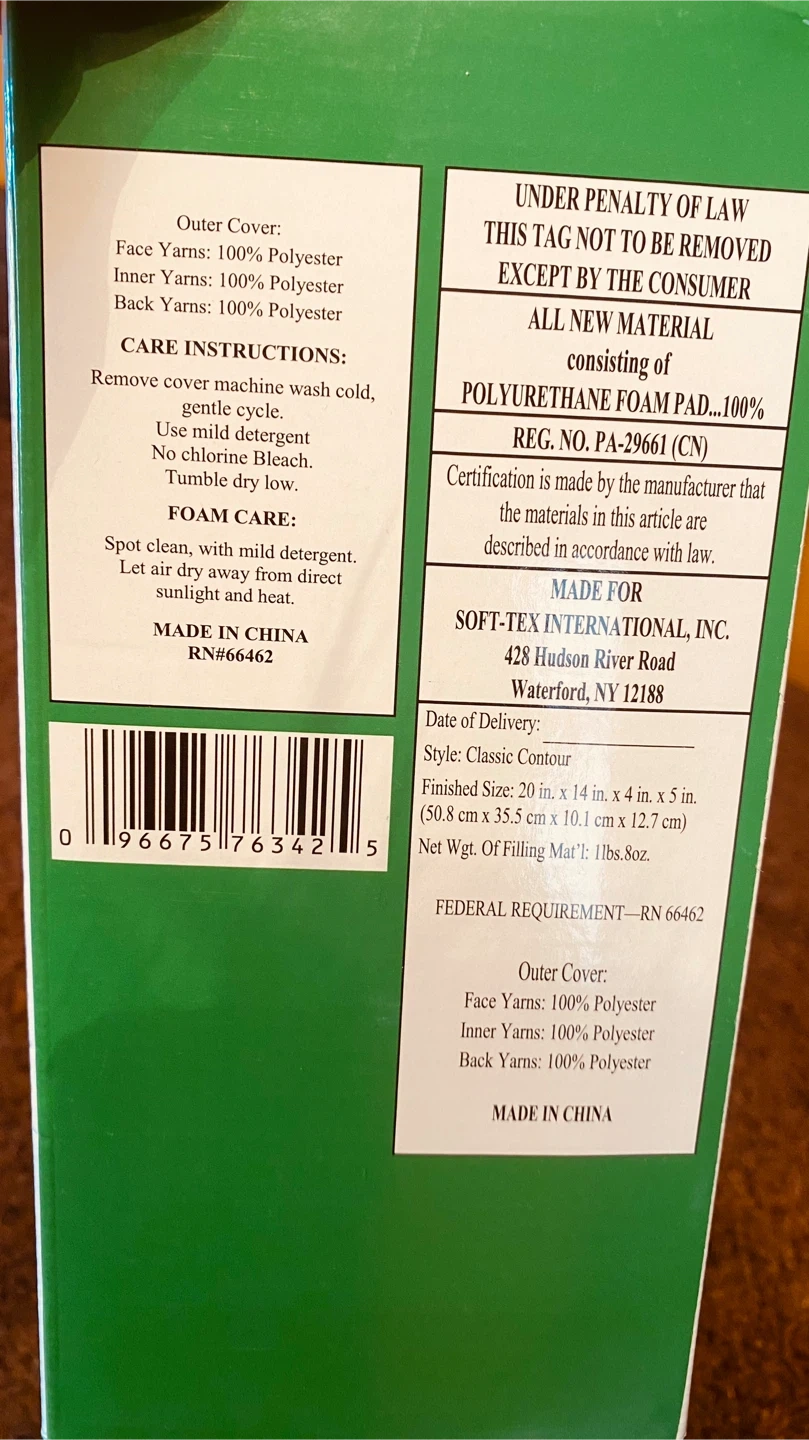 Outer Cover:
Face Yarns: 100% Polyester
Inner Yarns: 100% Polyester
Back Yarns: 100% Polyester
CARE INSTRUCTIONS:
Remove cover machine wash cold,
gentle cycle.
Use mild detergent
No chlorine Bleach.
Tumble dry low.
FOAM CARE:
Spot clean, with mild detergent.
Let air dry away from direct
sunlight and heat.
MADE IN CHINA
RN#66462
0 96675 76342 5
UNDER PENALTY OF LAW
THIS TAG NOT TO BE REMOVED
EXCEPT BY THE CONSUMER
ALL NEW MATERIAL
consisting of
POLYURETHANE FOAM PAD...100%
REG. NO. PA-29661 (CN)
Certification is made by the manufacturer that
the materials in this article are
described in accordance with law.
MADE FOR
SOFT-TEX INTERNATIONAL, INC.
428 Hudson River Road
Waterford, NY 12188
Date of Delivery:
Style: Classic Contour
Finished Size: 20 in. x 14 in. x 4 in. x 5 in.
(50.8 cm x 35.5 cm x 10.1 cm x 12.7 cm)
Net Wgt. Of Filling Mat'l: 1lbs.8oz.
FEDERAL REQUIREMENT—RN 66462
Outer Cover:
Face Yarns: 100% Polyester
Inner Yarns: 100% Polyester
Back Yarns: 100% Polyester
MADE IN CHINA